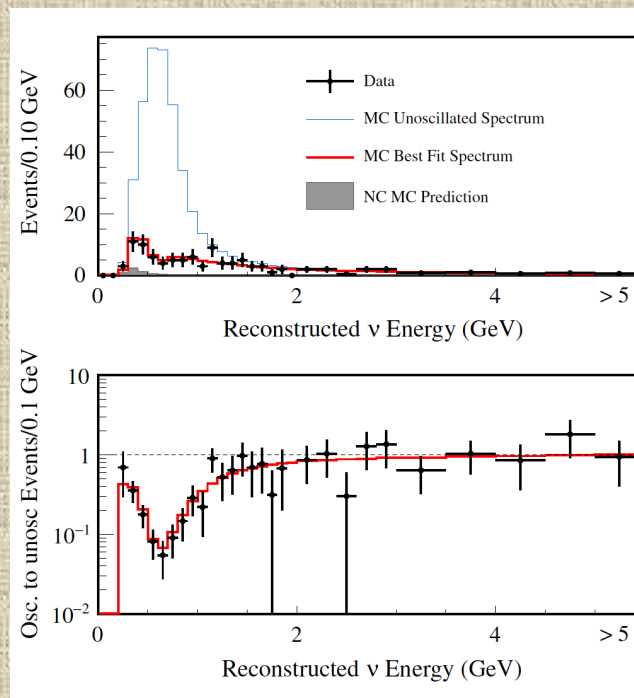 Events/0.10 GeV
60
40
20
0
Data
MC Unoscillated Spectrum
MC Best Fit Spectrum
NC MC Prediction
0 2 4 > 5
Reconstructed ν Energy (GeV)
Osc. to unosc Events/0.1 GeV
10
1
10⁻¹
10⁻²
0 2 4 > 5
Reconstructed ν Energy (GeV)